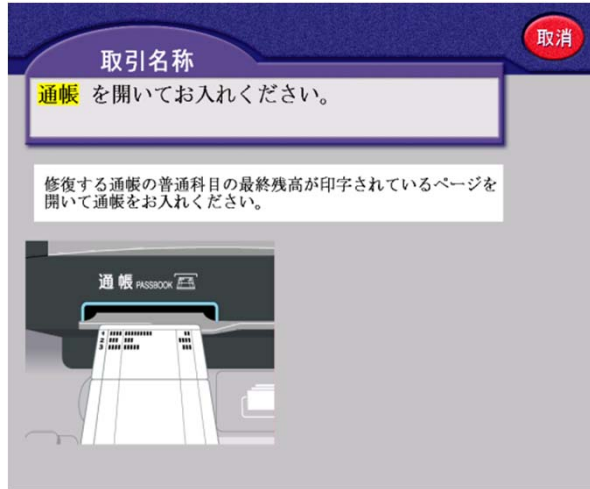 取消
取引名称
通帳 を開いてお入れください。
修復する通帳の普通科目の最終残高が印字されているページを
開いて通帳をお入れください。
通帳 PASSBOOK
1
2
3